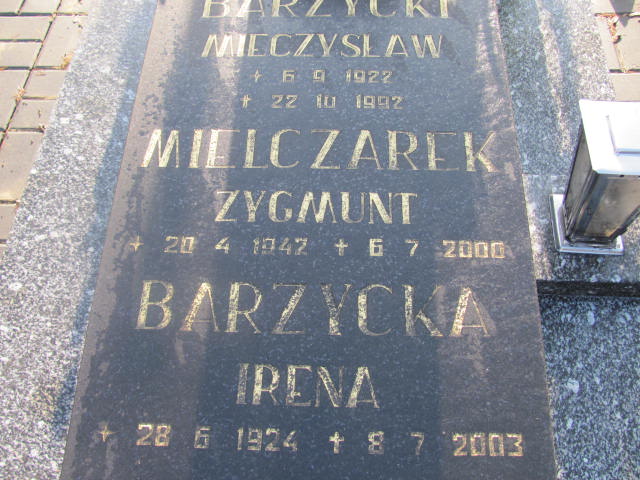 BARZYCKI
MIECZYSŁAW
+ 6 9 1922
† 22 10 1992
MIELCZAREK
ZYGMUNT
+ 20 4 1942 † 6 7 2000
BARZYCKA
IRENA
+ 28 6 1924 † 8 7 2003